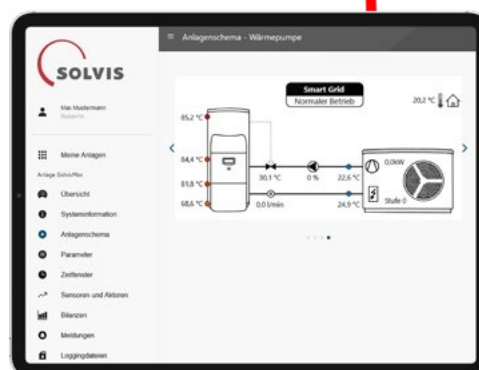 SOLVIS
Max Mustermann
Meine Anlagen
Anlage SolvisMax
Übersicht
Systeminformation
Anlagenschema
Parameter
Zeitfenster
Sensoren und Aktoren
Bilanzen
Meldungen
Loggingdateien
Anlagenschema - Wärmepumpe
Smart Grid
Normaler Betrieb
20,2 °C
85,2 °C
84,4 °C
81,8 °C
68,6 °C
30,1 °C
0 %
22,6 °C
0,0kW
0,0 l/min
24,9 °C
Stufe 0